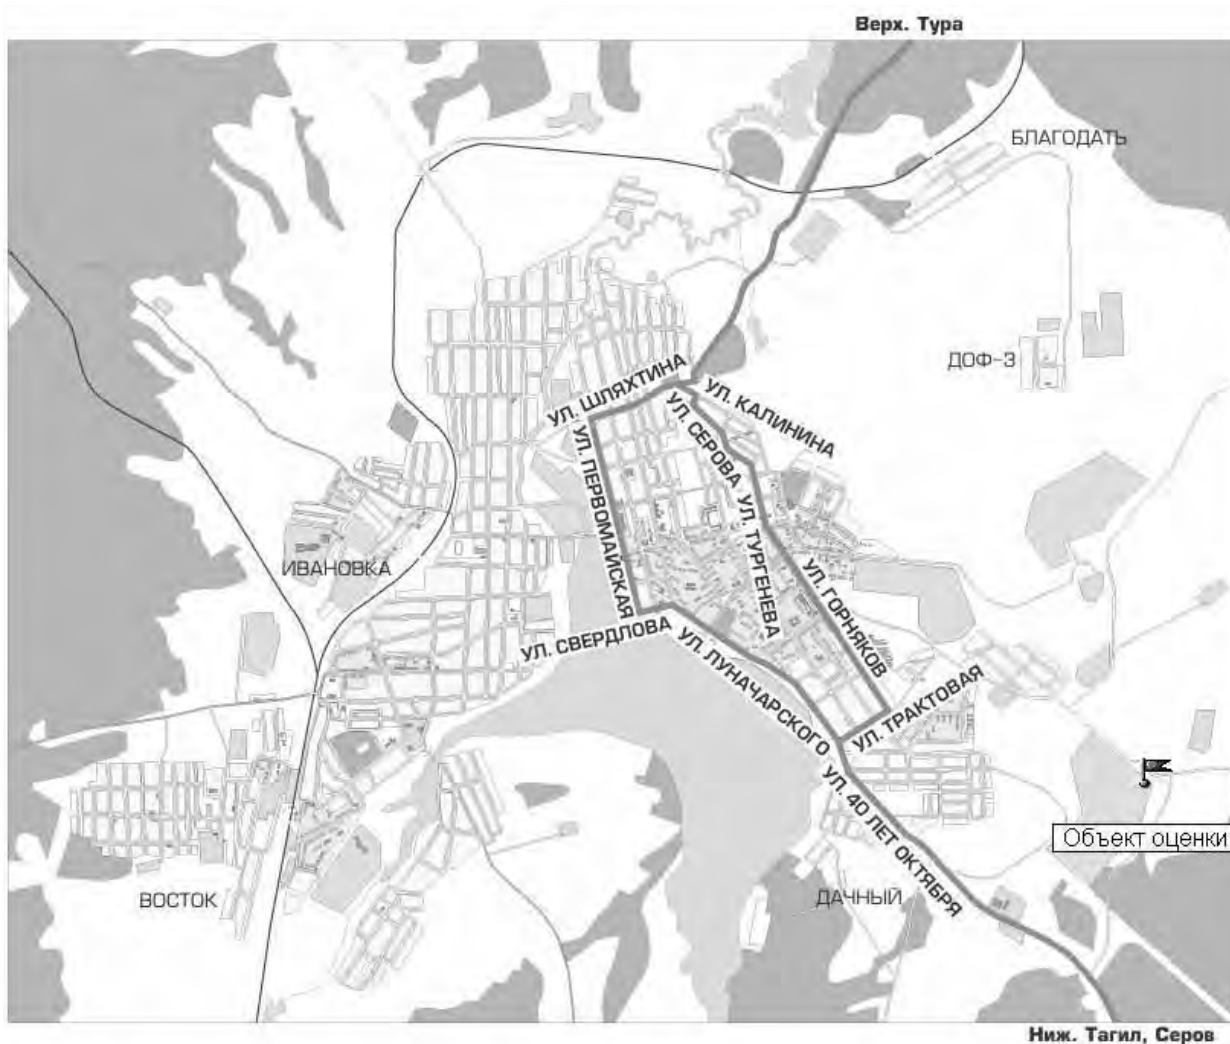 Верх. Тура
БЛАГОДАТЬ
ДОФ-3
УЛ. ШЛЯХТИНА
УЛ. КАЛИНИНА
УЛ. СЕРОВА
УЛ. ПЕРВОМАЙСКАЯ
УЛ. ТУРГЕНЕВА
ИВАНОВКА
УЛ. ГОРНЯКОВ
УЛ. СВЕРДЛОВА
УЛ. ЛУНАЧАРСКОГО
УЛ. ТРАКТОВАЯ
УЛ. 40 ЛЕТ ОКТЯБРЯ
Объект оценки
ВОСТОК
ДАЧНЫЙ
Ниж. Тагил, Серов